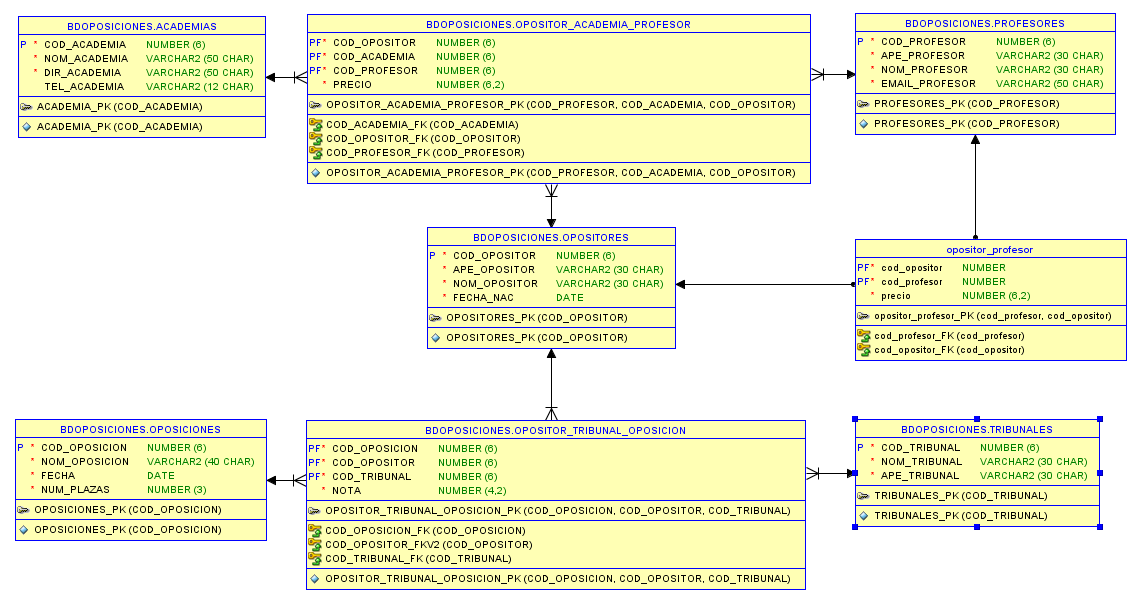 BDOPOSICIONES.ACADEMIAS
P * COD_ACADEMIA NUMBER (6)
* NOM_ACADEMIA VARCHAR2 (50 CHAR)
* DIR_ACADEMIA VARCHAR2 (50 CHAR)
TEL_ACADEMIA VARCHAR2 (12 CHAR)
ACADEMIA_PK (COD_ACADEMIA)
ACADEMIA_PK (COD_ACADEMIA)
BDOPOSICIONES.OPOSITOR_ACADEMIA_PROFESOR
PF* COD_OPOSITOR NUMBER (6)
PF* COD_ACADEMIA NUMBER (6)
PF* COD_PROFESOR NUMBER (6)
* PRECIO NUMBER (6,2)
OPOSITOR_ACADEMIA_PROFESOR_PK (COD_PROFESOR, COD_ACADEMIA, COD_OPOSITOR)
COD_ACADEMIA_FK (COD_ACADEMIA)
COD_OPOSITOR_FK (COD_OPOSITOR)
COD_PROFESOR_FK (COD_PROFESOR)
OPOSITOR_ACADEMIA_PROFESOR_PK (COD_PROFESOR, COD_ACADEMIA, COD_OPOSITOR)
BDOPOSICIONES.PROFESORES
P * COD_PROFESOR NUMBER (6)
* APE_PROFESOR VARCHAR2 (30 CHAR)
* NOM_PROFESOR VARCHAR2 (30 CHAR)
* EMAIL_PROFESOR VARCHAR2 (50 CHAR)
PROFESORES_PK (COD_PROFESOR)
PROFESORES_PK (COD_PROFESOR)
BDOPOSICIONES.OPOSITORES
P * COD_OPOSITOR NUMBER (6)
* APE_OPOSITOR VARCHAR2 (30 CHAR)
* NOM_OPOSITOR VARCHAR2 (30 CHAR)
* FECHA_NAC DATE
OPOSITORES_PK (COD_OPOSITOR)
OPOSITORES_PK (COD_OPOSITOR)
opositor_profesor
PF* cod_opositor NUMBER
PF* cod_profesor NUMBER
* precio NUMBER (6,2)
opositor_profesor_PK (cod_profesor, cod_opositor)
cod_profesor_FK (cod_profesor)
cod_opositor_FK (cod_opositor)
BDOPOSICIONES.OPOSICIONES
P * COD_OPOSICION NUMBER (6)
* NOM_OPOSICION VARCHAR2 (40 CHAR)
* FECHA DATE
* NUM_PLAZAS NUMBER (3)
OPOSICIONES_PK (COD_OPOSICION)
OPOSICIONES_PK (COD_OPOSICION)
BDOPOSICIONES.OPOSITOR_TRIBUNAL_OPOSICION
PF* COD_OPOSICION NUMBER (6)
PF* COD_OPOSITOR NUMBER (6)
PF* COD_TRIBUNAL NUMBER (6)
* NOTA NUMBER (4,2)
OPOSITOR_TRIBUNAL_OPOSICION_PK (COD_OPOSICION, COD_OPOSITOR, COD_TRIBUNAL)
COD_OPOSICION_FK (COD_OPOSICION)
COD_OPOSITOR_FKV2 (COD_OPOSITOR)
COD_TRIBUNAL_FK (COD_TRIBUNAL)
OPOSITOR_TRIBUNAL_OPOSICION_PK (COD_OPOSICION, COD_OPOSITOR, COD_TRIBUNAL)
BDOPOSICIONES.TRIBUNALES
P * COD_TRIBUNAL NUMBER (6)
* NOM_TRIBUNAL VARCHAR2 (30 CHAR)
* APE_TRIBUNAL VARCHAR2 (30 CHAR)
TRIBUNALES_PK (COD_TRIBUNAL)
TRIBUNALES_PK (COD_TRIBUNAL)